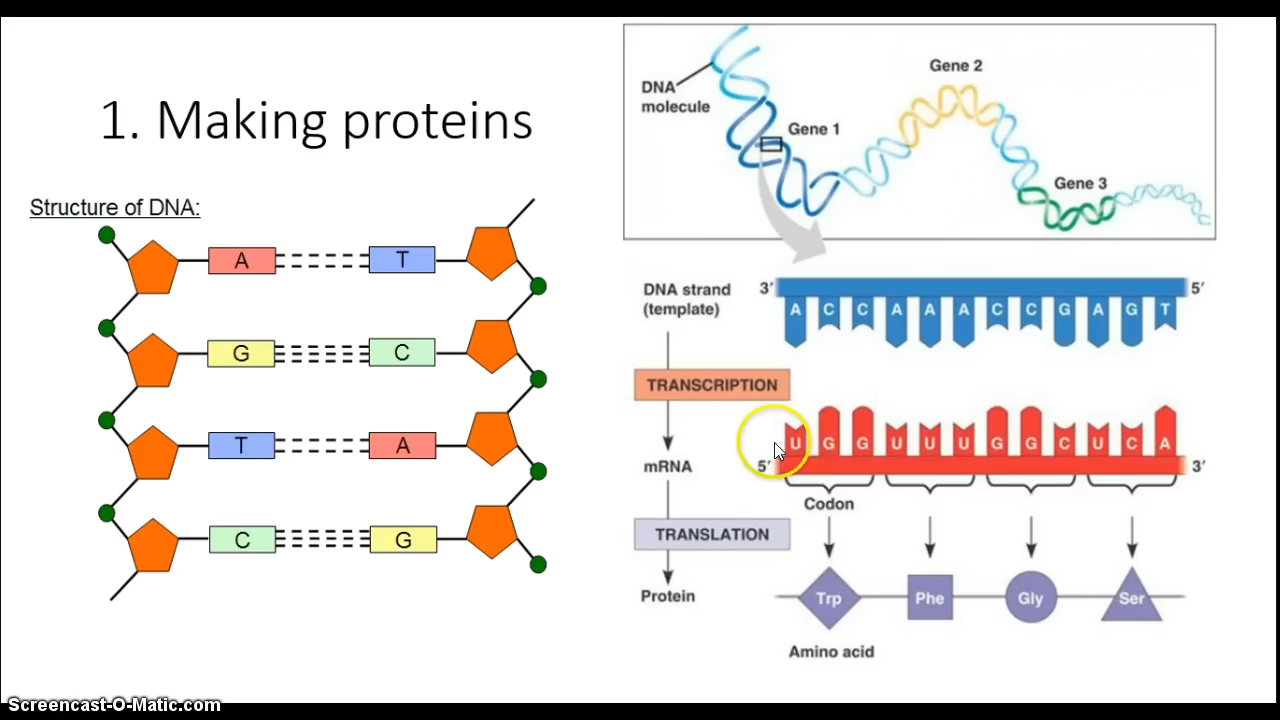 1. Making proteins
Structure of DNA:
A T
G C
T A
C G
DNA
molecule
Gene 1
Gene 2
Gene 3
DNA strand
(template)
3′ 5′
A C C A A A C C G A G T
TRANSCRIPTION
mRNA
5′ 3′
U G G U U U G G C U C A
Codon
TRANSLATION
Protein
Trp Phe Gly Ser
Amino acid
Screencast-O-Matic.com